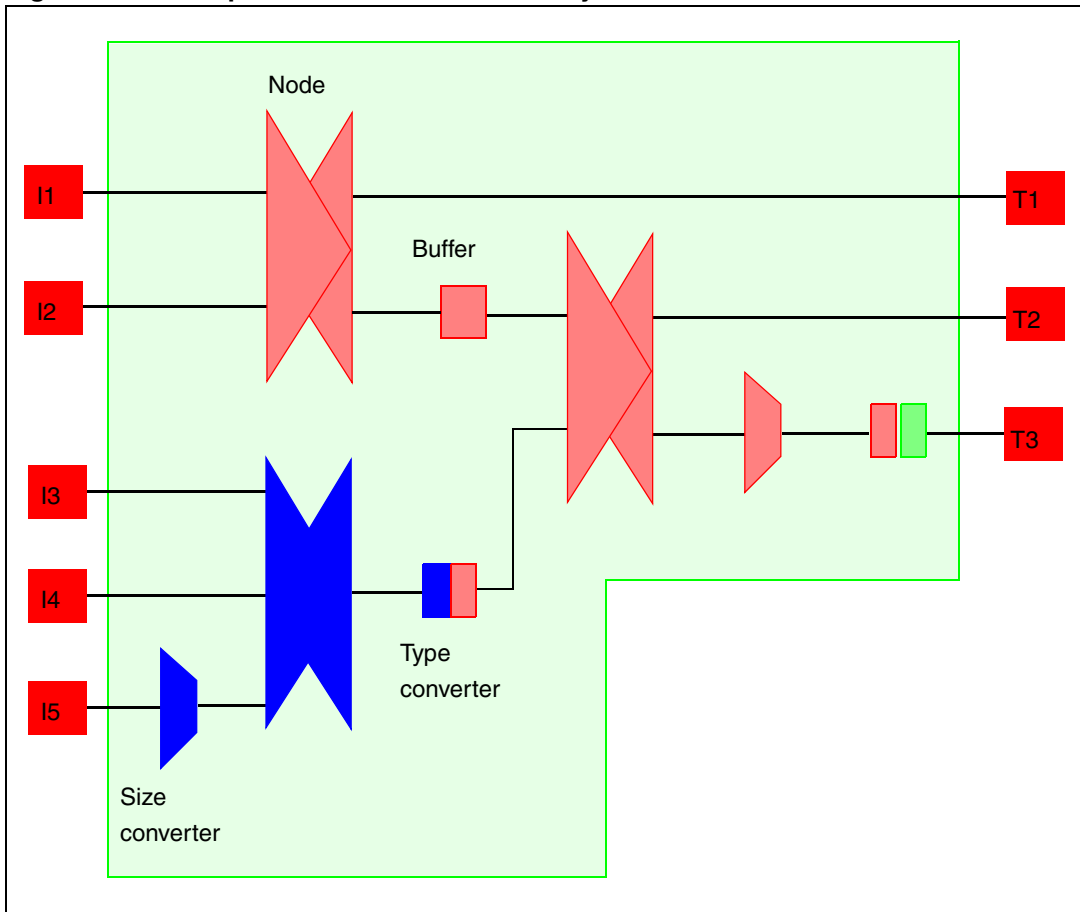 Node
I1
T1
Buffer
I2
T2
T3
I3
I4
Type
converter
I5
Size
converter